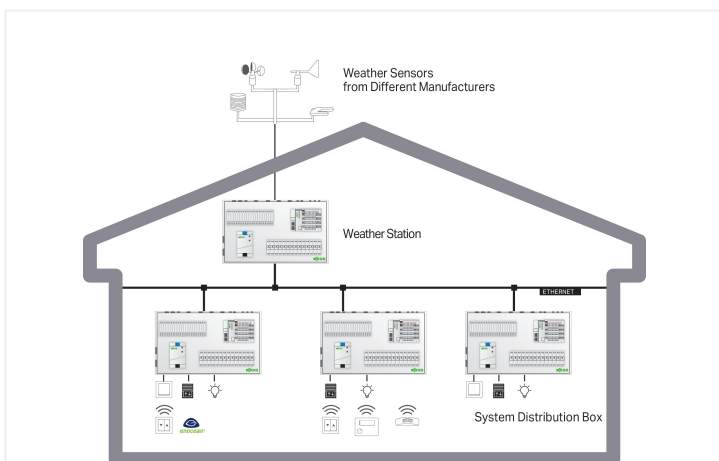 Weather Sensors
from Different Manufacturers
Weather Station
ETHERNET
System Distribution Box
enocean